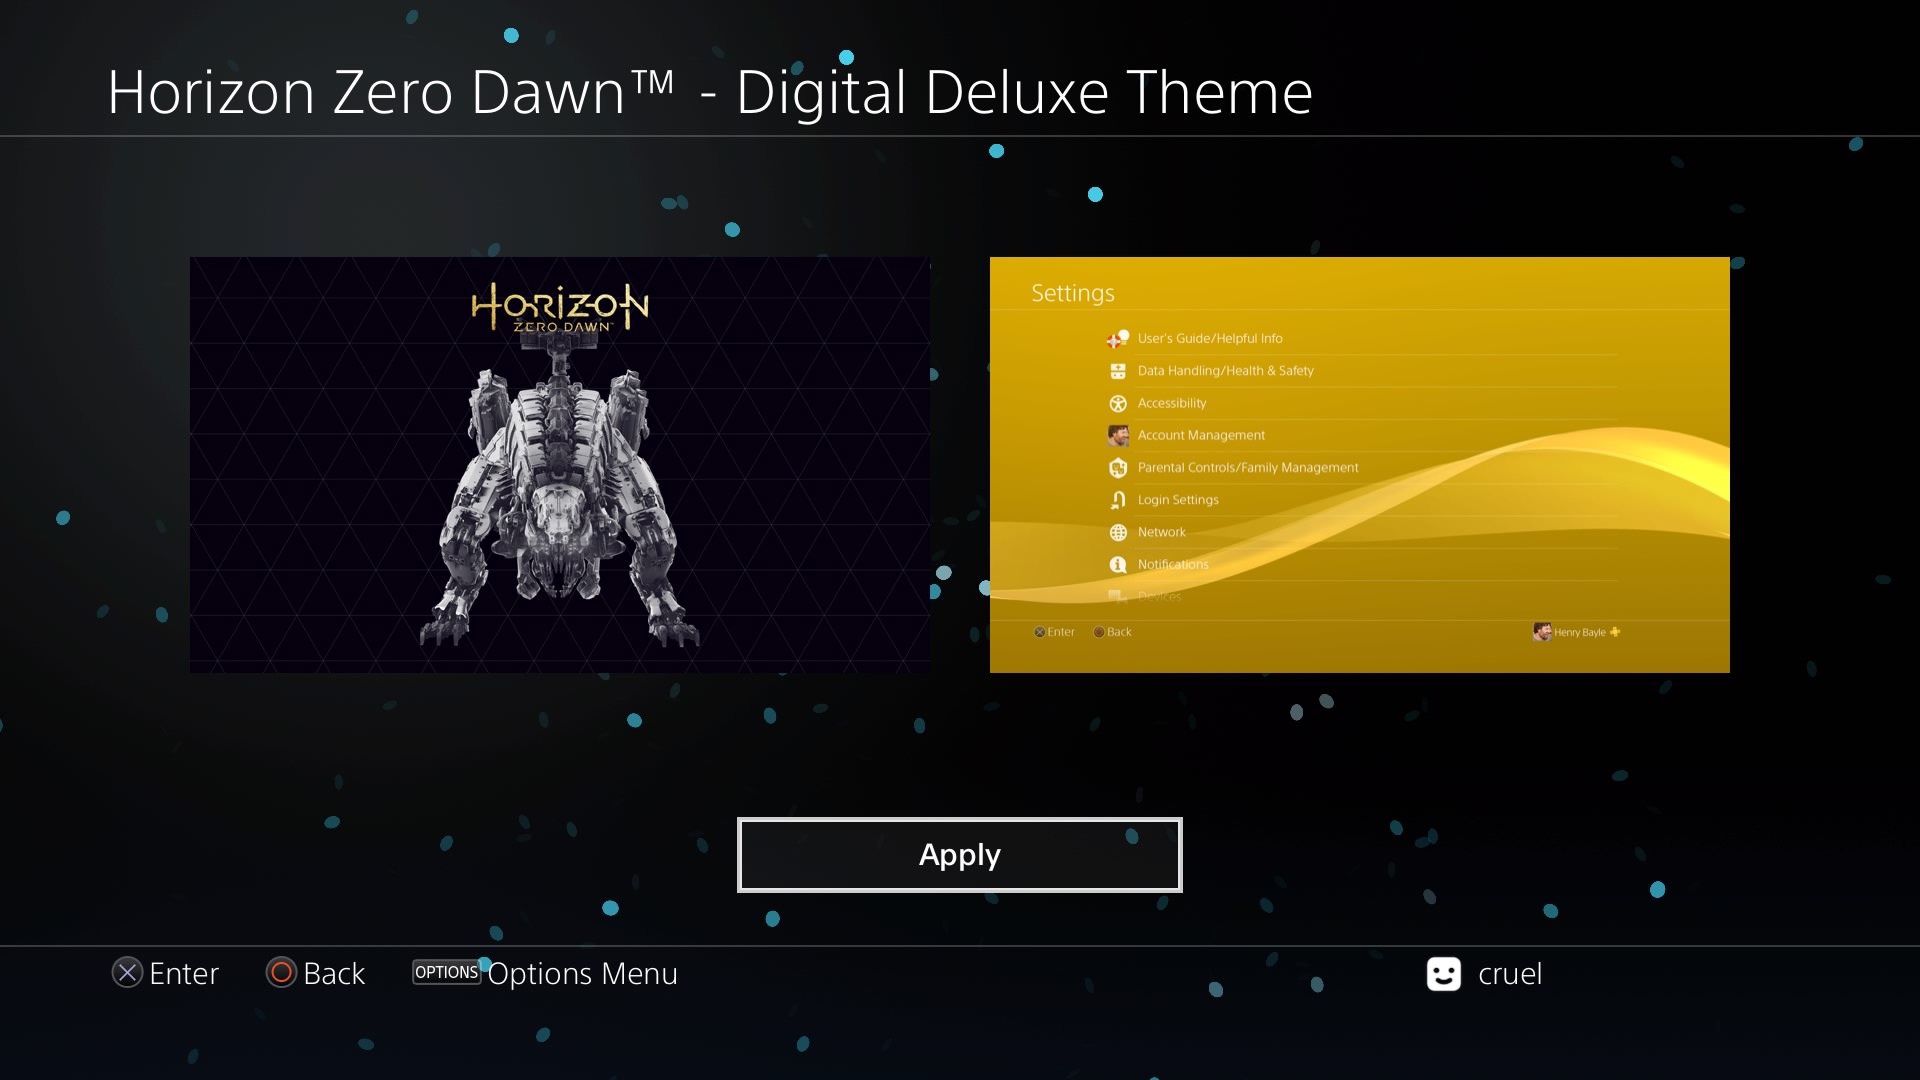 Horizon Zero Dawn™ - Digital Deluxe Theme
HORIZON
ZERO DAWN™
Settings
User's Guide/Helpful Info
Data Handling/Health & Safety
Accessibility
Account Management
Parental Controls/Family Management
Login Settings
Network
Notifications
Devices
Enter
Back
Henry Bayle
Apply
Enter
Back
OPTIONS Options Menu
cruel